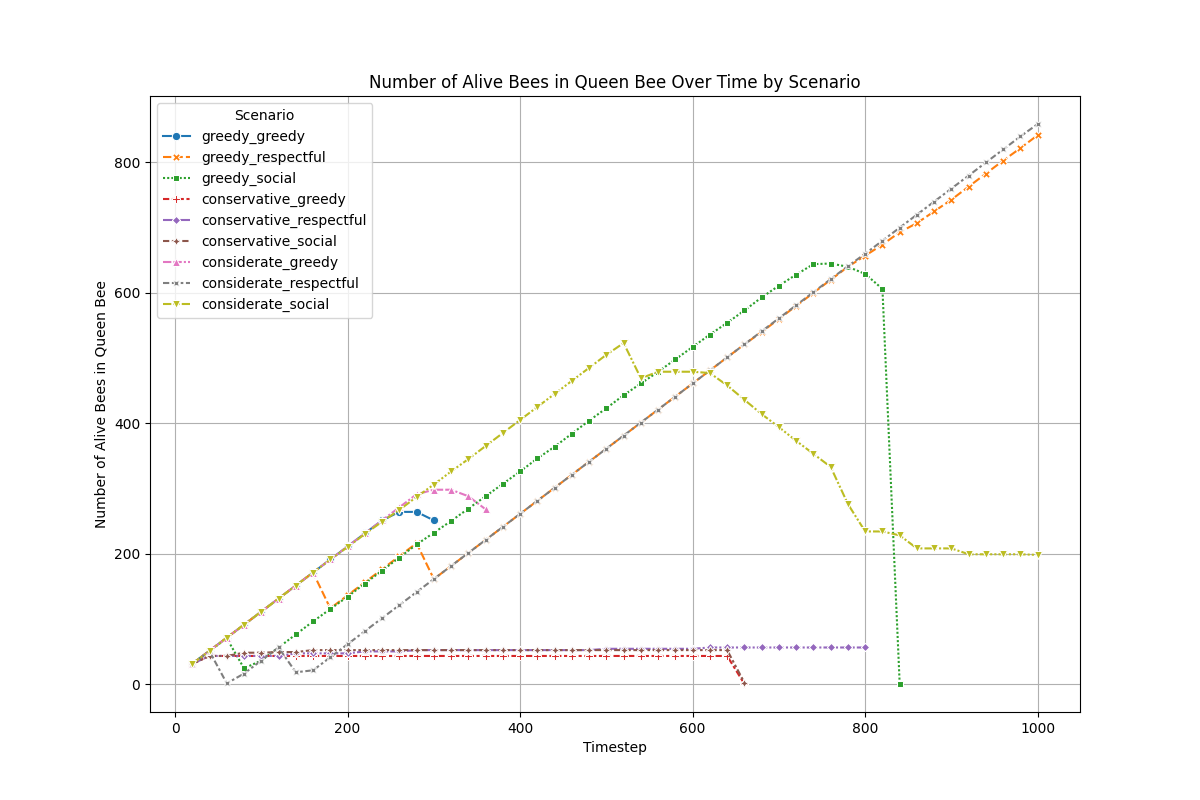 Number of Alive Bees in Queen Bee Over Time by Scenario
Scenario
greedy_greedy
greedy_respectful
greedy_social
conservative_greedy
conservative_respectful
conservative_social
considerate_greedy
considerate_respectful
considerate_social
Number of Alive Bees in Queen Bee
800
600
400
200
0
0 200 400 600 800 1000
Timestep